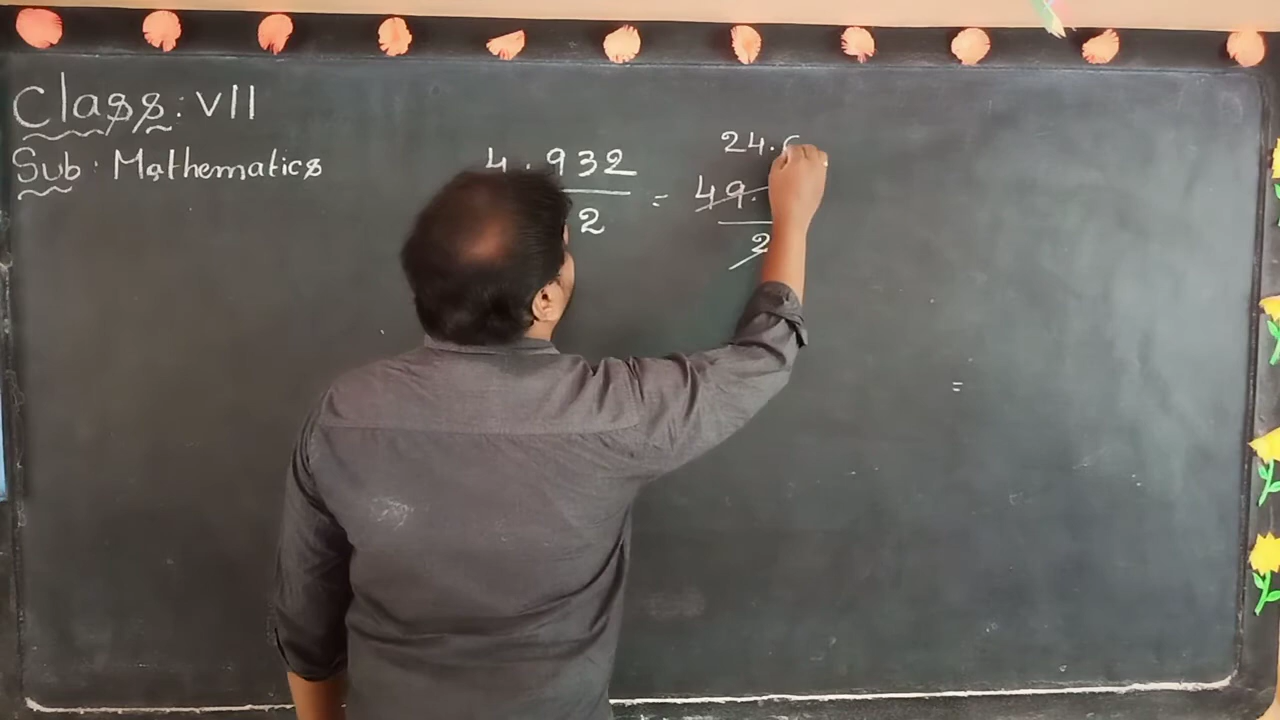 Class : VII
Sub : Mathematics
24.
4.932 = 49.
2 2
=